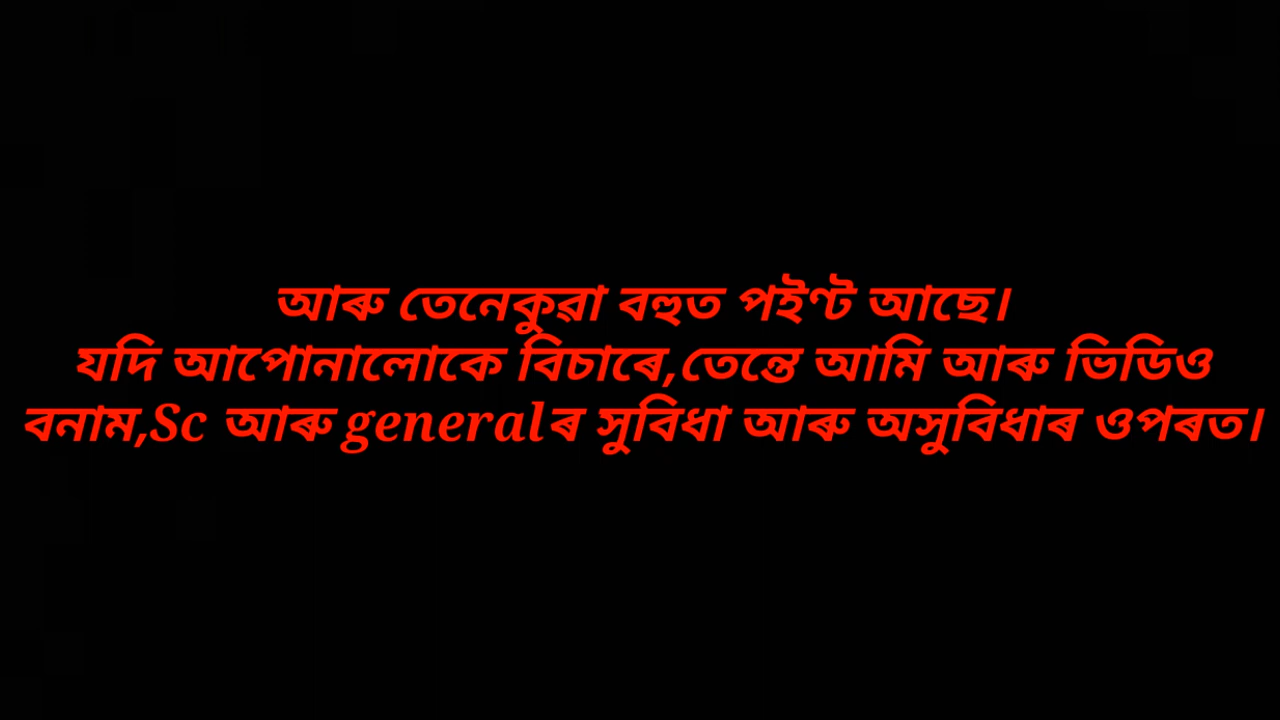 আৰু তেনেকুৱা বহুত পইণ্ট আছে।
যদি আপোনালোকে বিচাৰে,তেন্তে আমি আৰু ভিডিও
বনাম,Sc আৰু generalৰ সুবিধা আৰু অসুবিধাৰ ওপৰত।